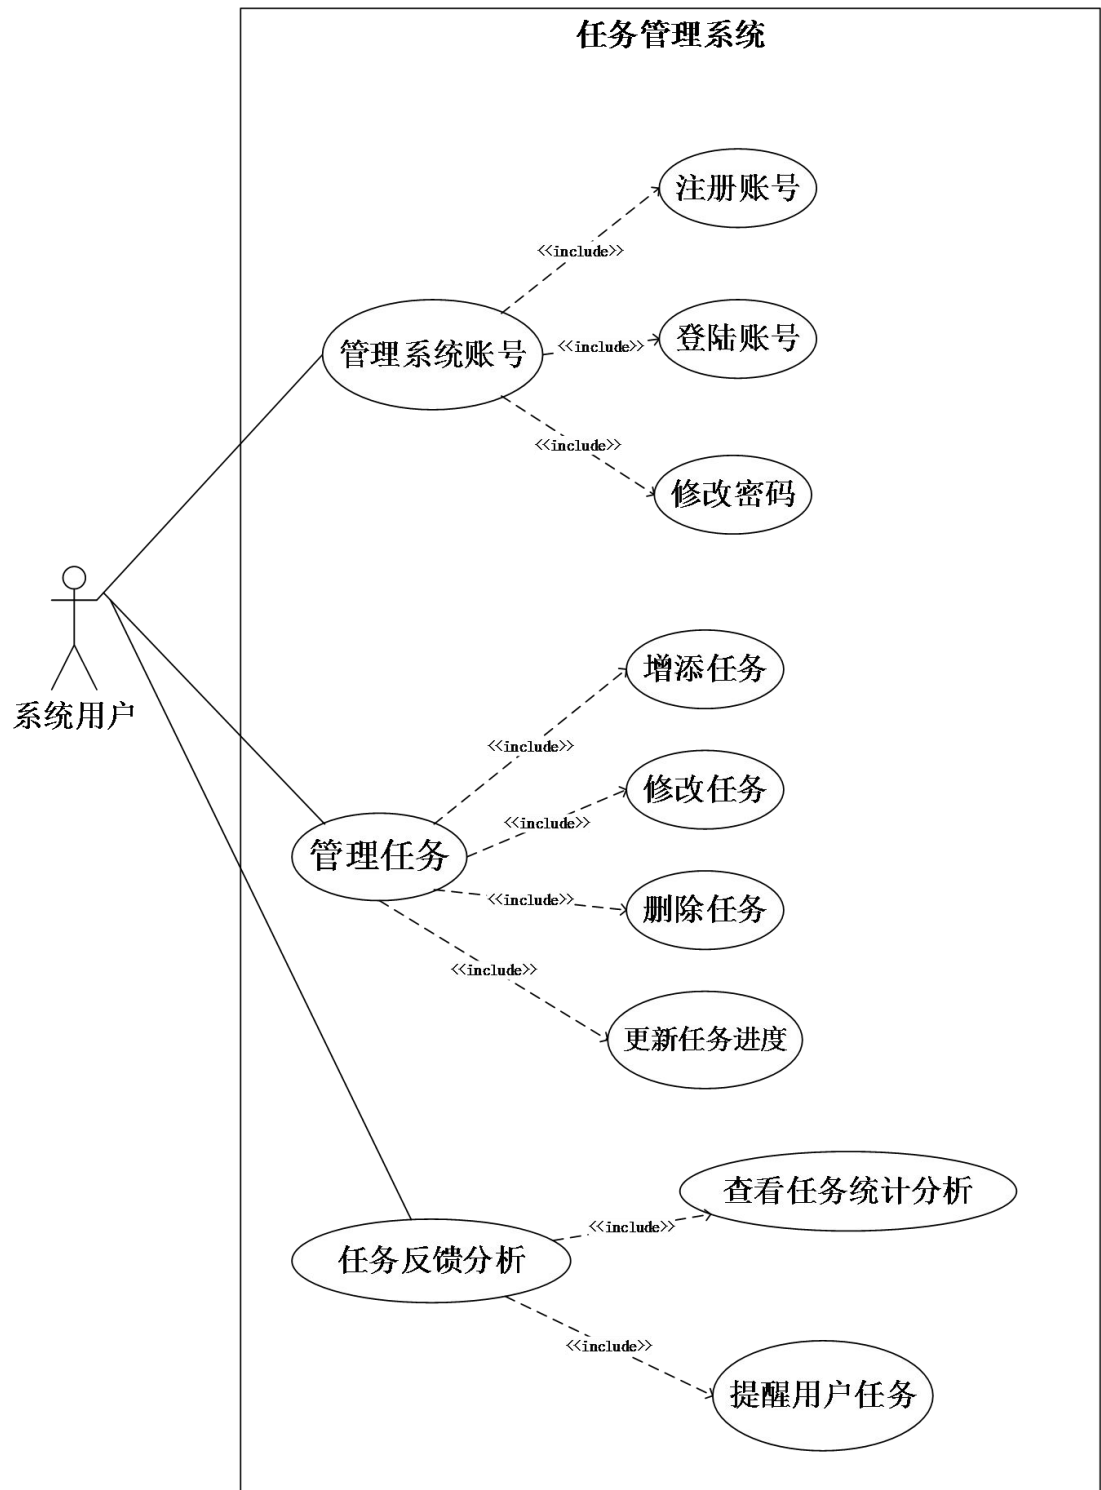 任务管理系统
注册账号
<<include>>
登陆账号
<<include>>
管理系统账号
<<include>>
修改密码
系统用户
增添任务
<<include>>
修改任务
<<include>>
管理任务
<<include>>
删除任务
<<include>>
更新任务进度
查看任务统计分析
<<include>>
任务反馈分析
<<include>>
提醒用户任务